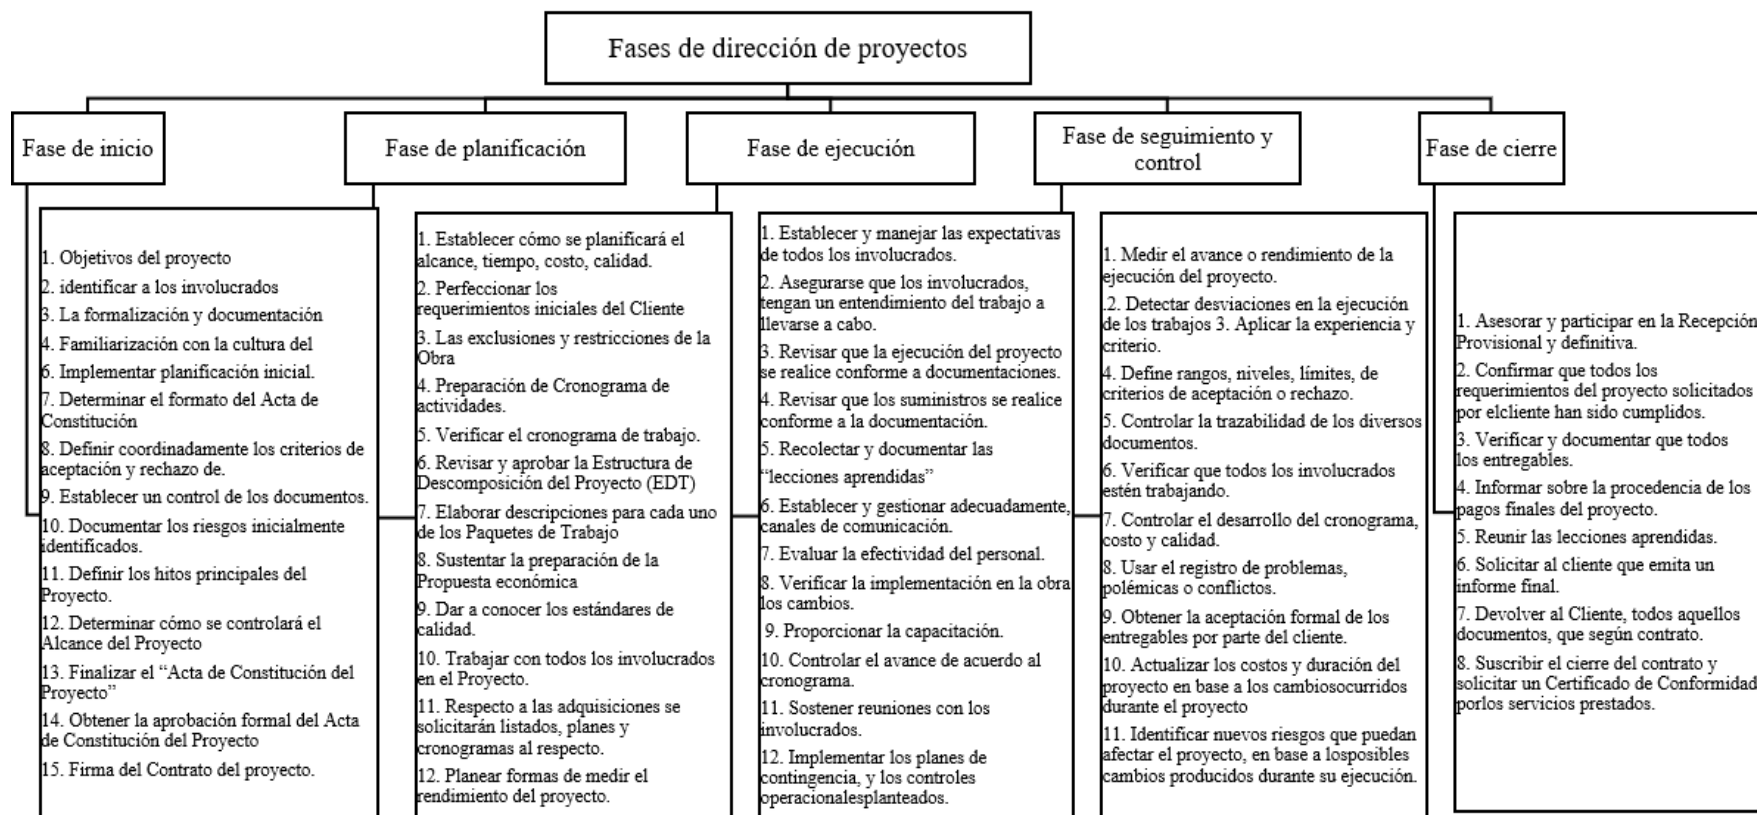 Fases de dirección de proyectos
Fase de inicio
Fase de planificación
Fase de ejecución
Fase de seguimiento y
control
Fase de cierre
1. Objetivos del proyecto
2. identificar a los involucrados
3. La formalización y documentación
4. Familiarización con la cultura del
6. Implementar planificación inicial.
7. Determinar el formato del Acta de
Constitución
8. Definir coordinadamente los criterios de
aceptación y rechazo de.
9. Establecer un control de los documentos.
10. Documentar los riesgos inicialmente
identificados.
11. Definir los hitos principales del
Proyecto.
12. Determinar cómo se controlará el
Alcance del Proyecto
13. Finalizar el “Acta de Constitución del
Proyecto”
14. Obtener la aprobación formal del Acta
de Constitución del Proyecto
15. Firma del Contrato del proyecto.
1. Establecer cómo se planificará el
alcance, tiempo, costo, calidad.
2. Perfeccionar los
requerimientos iniciales del Cliente
3. Las exclusiones y restricciones de la
Obra
4. Preparación de Cronograma de
actividades.
5. Verificar el cronograma de trabajo.
6. Revisar y aprobar la Estructura de
Descomposición del Proyecto (EDT)
7. Elaborar descripciones para cada uno
de los Paquetes de Trabajo
8. Sustentar la preparación de la
Propuesta económica
9. Dar a conocer los estándares de
calidad.
10. Trabajar con todos los involucrados
en el Proyecto.
11. Respecto a las adquisiciones se
solicitarán listados, planes y
cronogramas al respecto.
12. Planear formas de medir el
rendimiento del proyecto.
1. Establecer y manejar las expectativas
de todos los involucrados.
2. Asegurarse que los involucrados,
tengan un entendimiento del trabajo a
llevarse a cabo.
3. Revisar que la ejecución del proyecto
se realice conforme a documentaciones.
4. Revisar que los suministros se realice
conforme a la documentación.
5. Recolectar y documentar las
“lecciones aprendidas”
6. Establecer y gestionar adecuadamente,
canales de comunicación.
7. Evaluar la efectividad del personal.
8. Verificar la implementación en la obra
los cambios.
9. Proporcionar la capacitación.
10. Controlar el avance de acuerdo al
cronograma.
11. Sostener reuniones con los
involucrados.
12. Implementar los planes de
contingencia, y los controles
operacionalesplanteados.
1. Medir el avance o rendimiento de la
ejecución del proyecto.
.2. Detectar desviaciones en la ejecución
de los trabajos 3. Aplicar la experiencia y
criterio.
4. Define rangos, niveles, límites, de
criterios de aceptación o rechazo.
5. Controlar la trazabilidad de los diversos
documentos.
6. Verificar que todos los involucrados
estén trabajando.
7. Controlar el desarrollo del cronograma,
costo y calidad.
8. Usar el registro de problemas,
polémicas o conflictos.
9. Obtener la aceptación formal de los
entregables por parte del cliente.
10. Actualizar los costos y duración del
proyecto en base a los cambiosocurridos
durante el proyecto
11. Identificar nuevos riesgos que puedan
afectar el proyecto, en base a losposibles
cambios producidos durante su ejecución.
1. Asesorar y participar en la Recepción
Provisional y definitiva.
2. Confirmar que todos los
requerimientos del proyecto solicitados
por elcliente han sido cumplidos.
3. Verificar y documentar que todos
los entregables.
4. Informar sobre la procedencia de los
pagos finales del proyecto.
5. Reunir las lecciones aprendidas.
6. Solicitar al cliente que emita un
informe final.
7. Devolver al Cliente, todos aquellos
documentos, que según contrato.
8. Suscribir el cierre del contrato y
solicitar un Certificado de Conformidad
porlos servicios prestados.